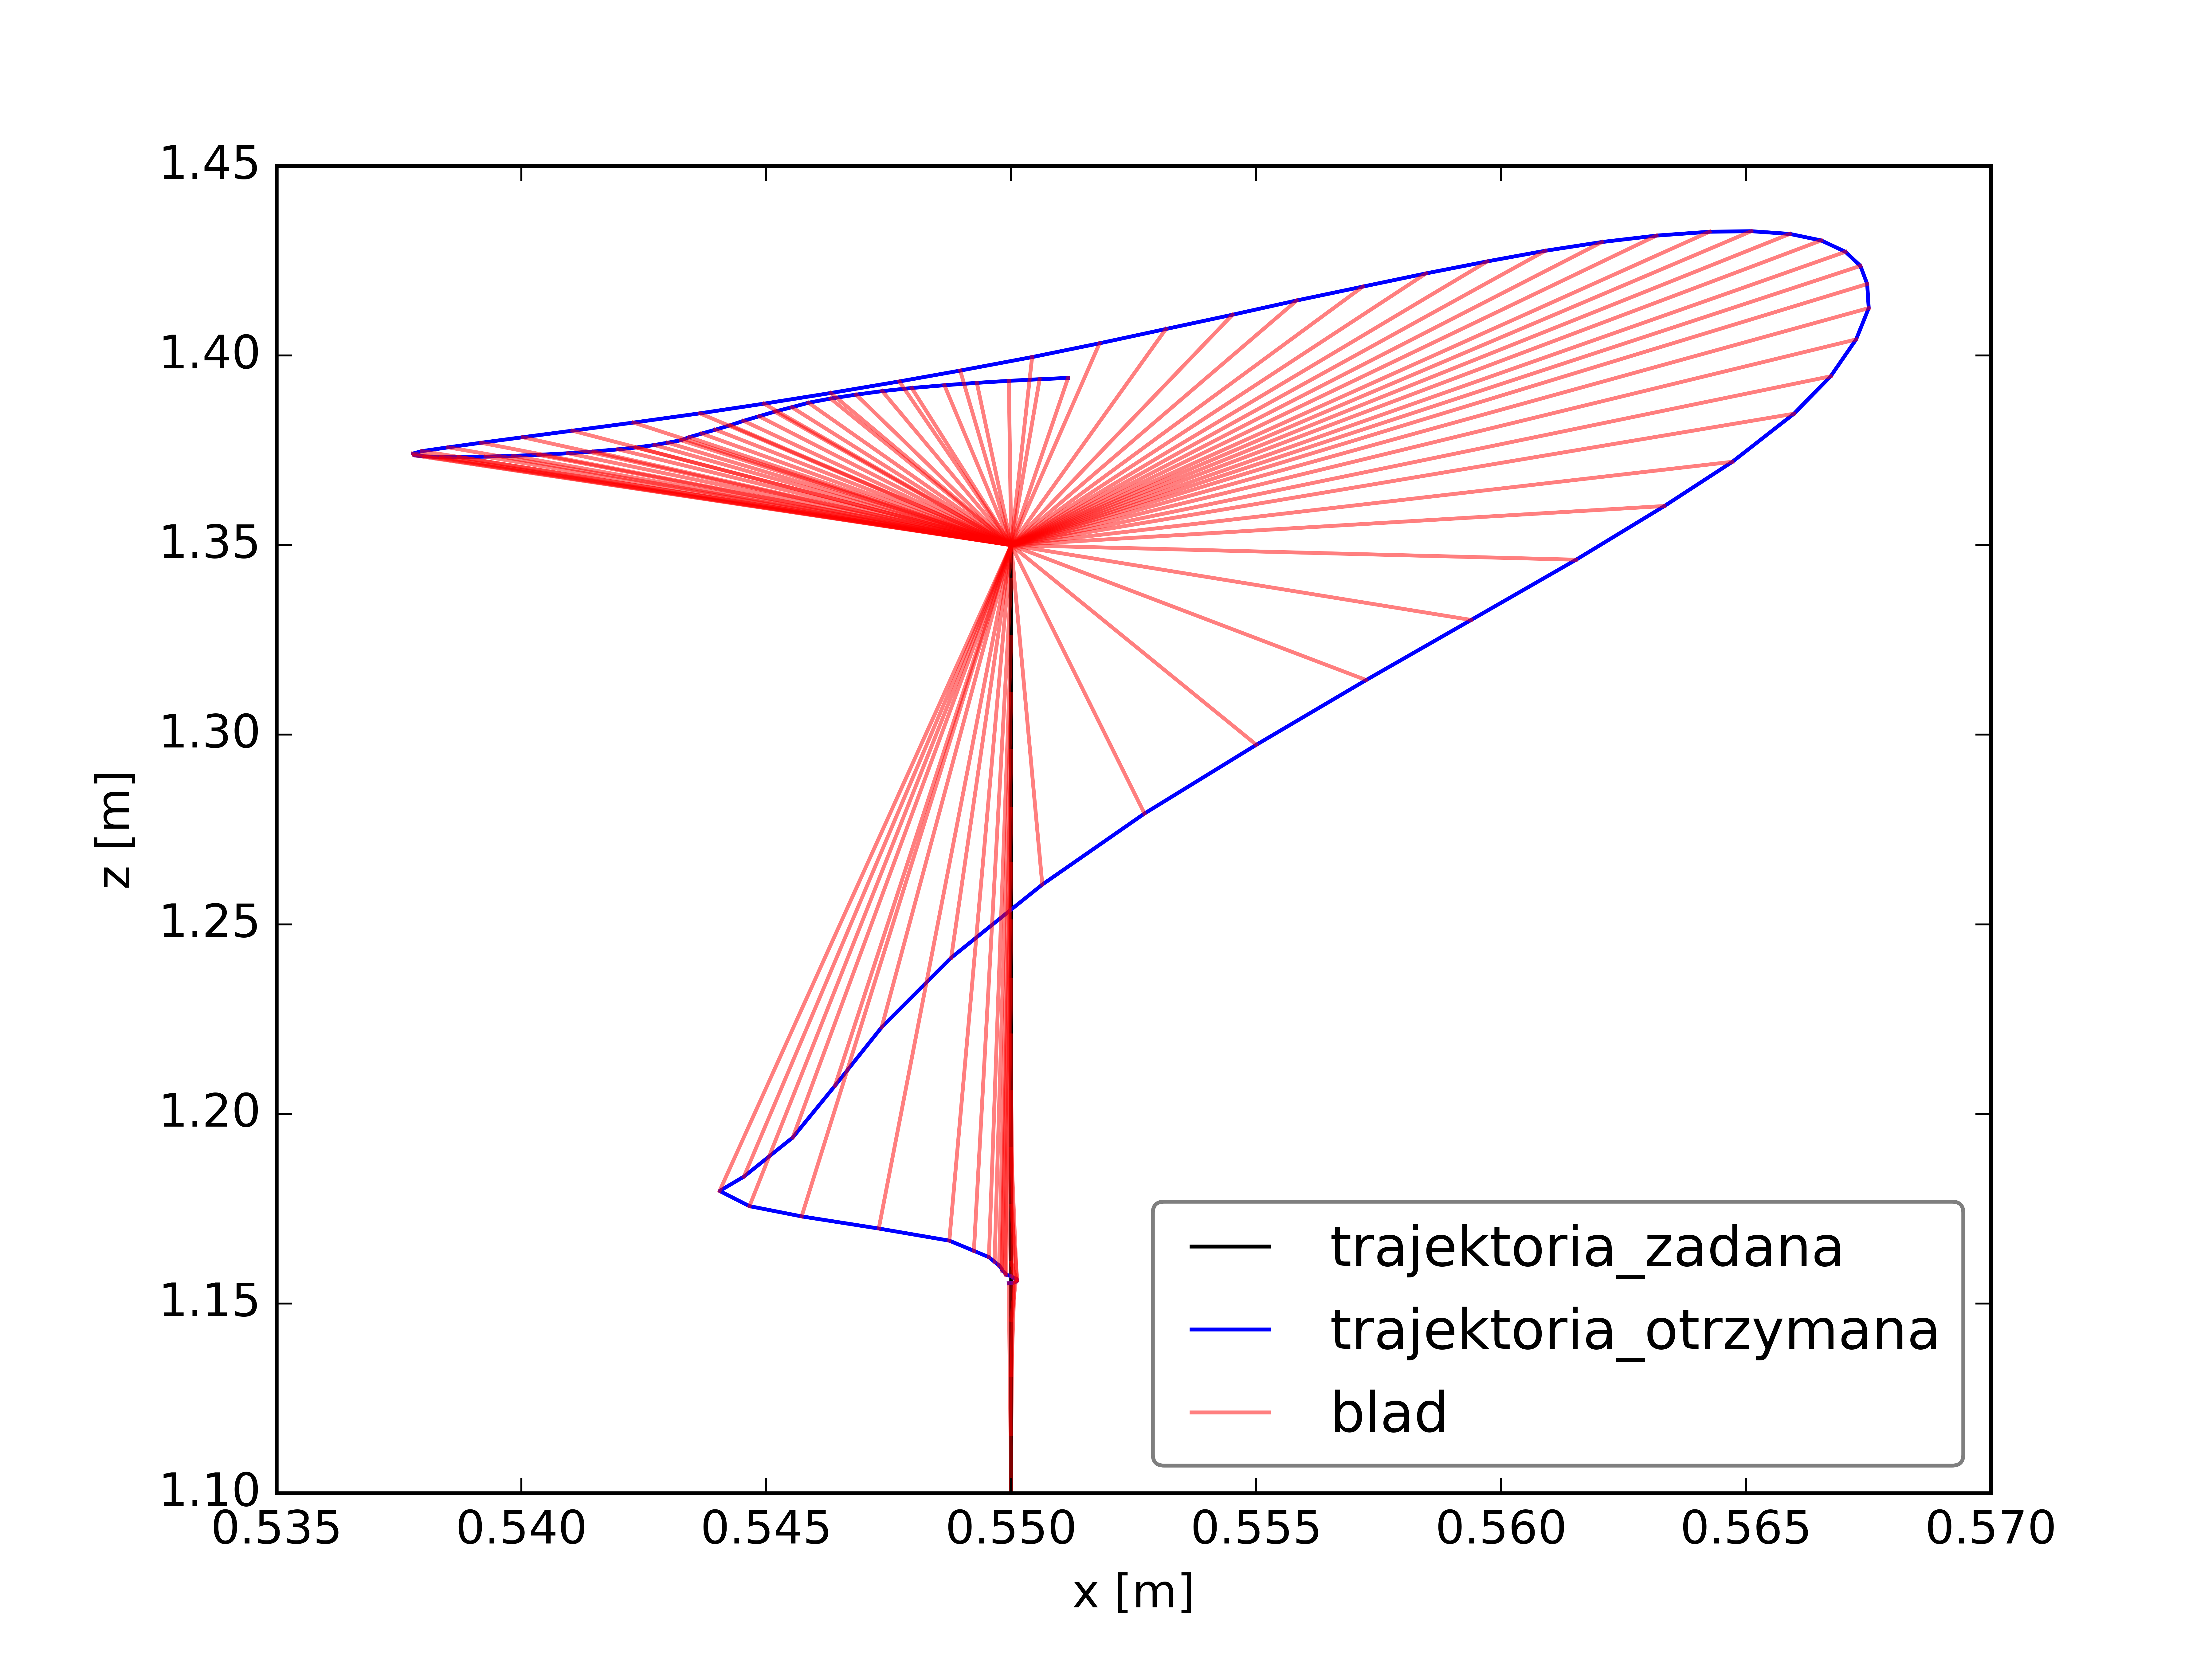 1.45
1.40
1.35
1.30
1.25
1.20
1.15
1.10
z [m]
trajektoria_zadana
trajektoria_otrzymana
blad
0.535 0.540 0.545 0.550 0.555 0.560 0.565 0.570
x [m]